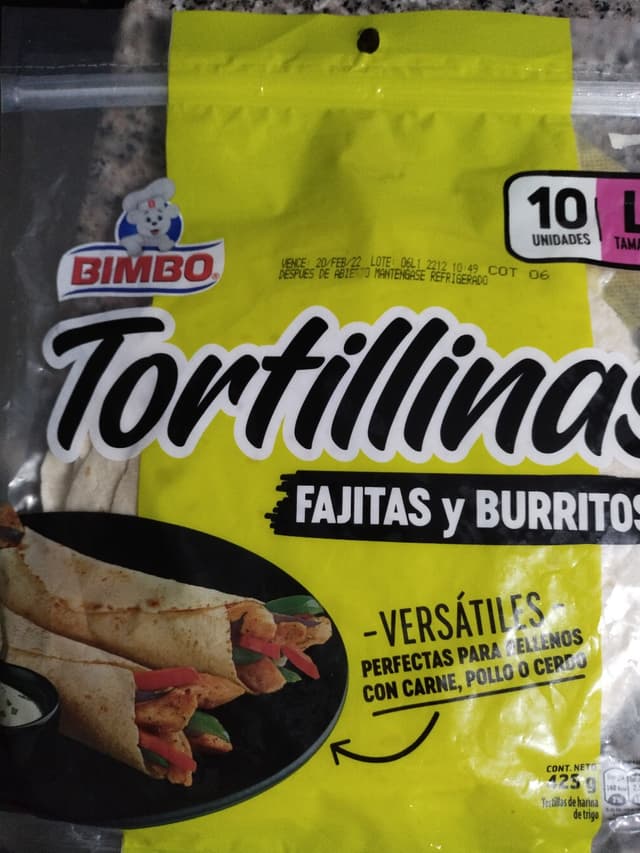 10
UNIDADES
L
TAMA
BIMBO
VENCE: 20/FEB/22 LOTE: 06L1 2212 10:49 COT 06
DESPUES DE ABIERTO MANTENGASE REFRIGERADO
Tortillinas
FAJITAS y BURRITOS
-VERSÁTILES-
PERFECTAS PARA RELLENOS
CON CARNE, POLLO O CERDO
CONT. NETO
425 g
Tortillas de harina
de trigo